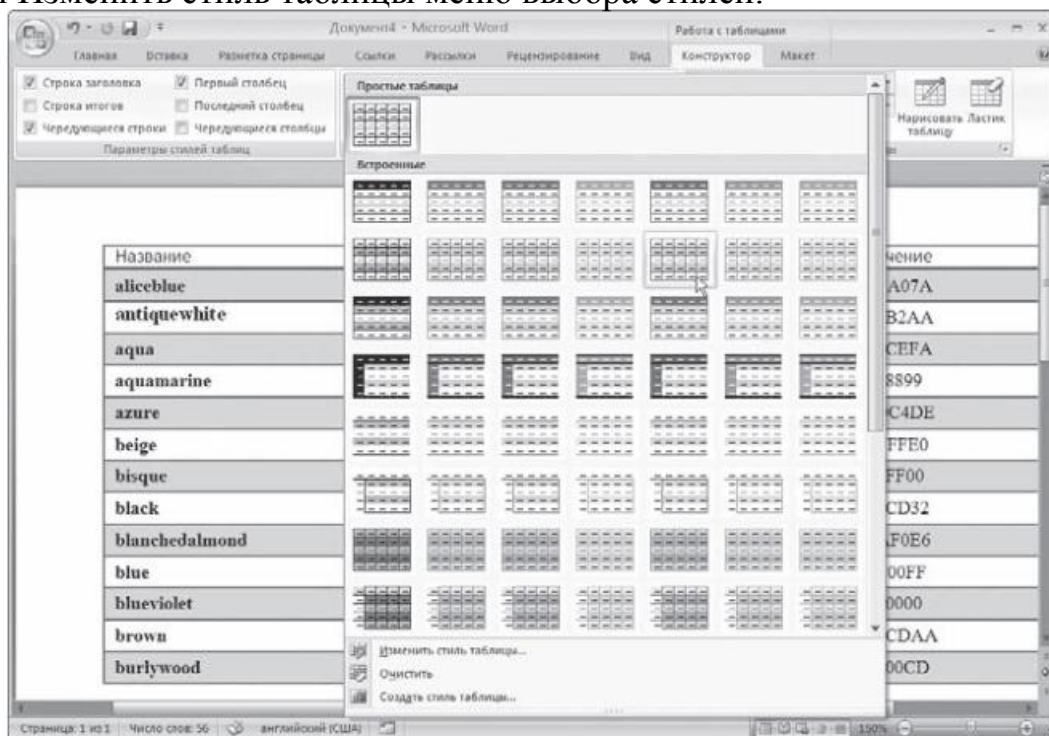 Изменить стиль таблицы меню выбора стилей.
Документ4 - Microsoft Word
Работа с таблицами
Главная Вставка Разметка страницы Ссылки Рассылки Рецензирование Вид Конструктор Макет
Строка заголовка Первый столбец
Строка итогов Последний столбец
Чередующиеся строки Чередующиеся столбцы
Параметры стилей таблиц
Простые таблицы
Встроенные
Нарисовать таблицу
Ластик
Название
aliceblue A07A
antiquewhite B2AA
aqua CEFA
aquamarine 8899
azure C4DE
beige FFE0
bisque FF00
black CD32
blanchedalmond F0E6
blue 00FF
blueviolet 0000
brown CDAA
burlywood 00CD
Изменить стиль таблицы...
Очистить
Создать стиль таблицы...
Страница: 1 из 1 Число слов: 56 английский (США) 150%